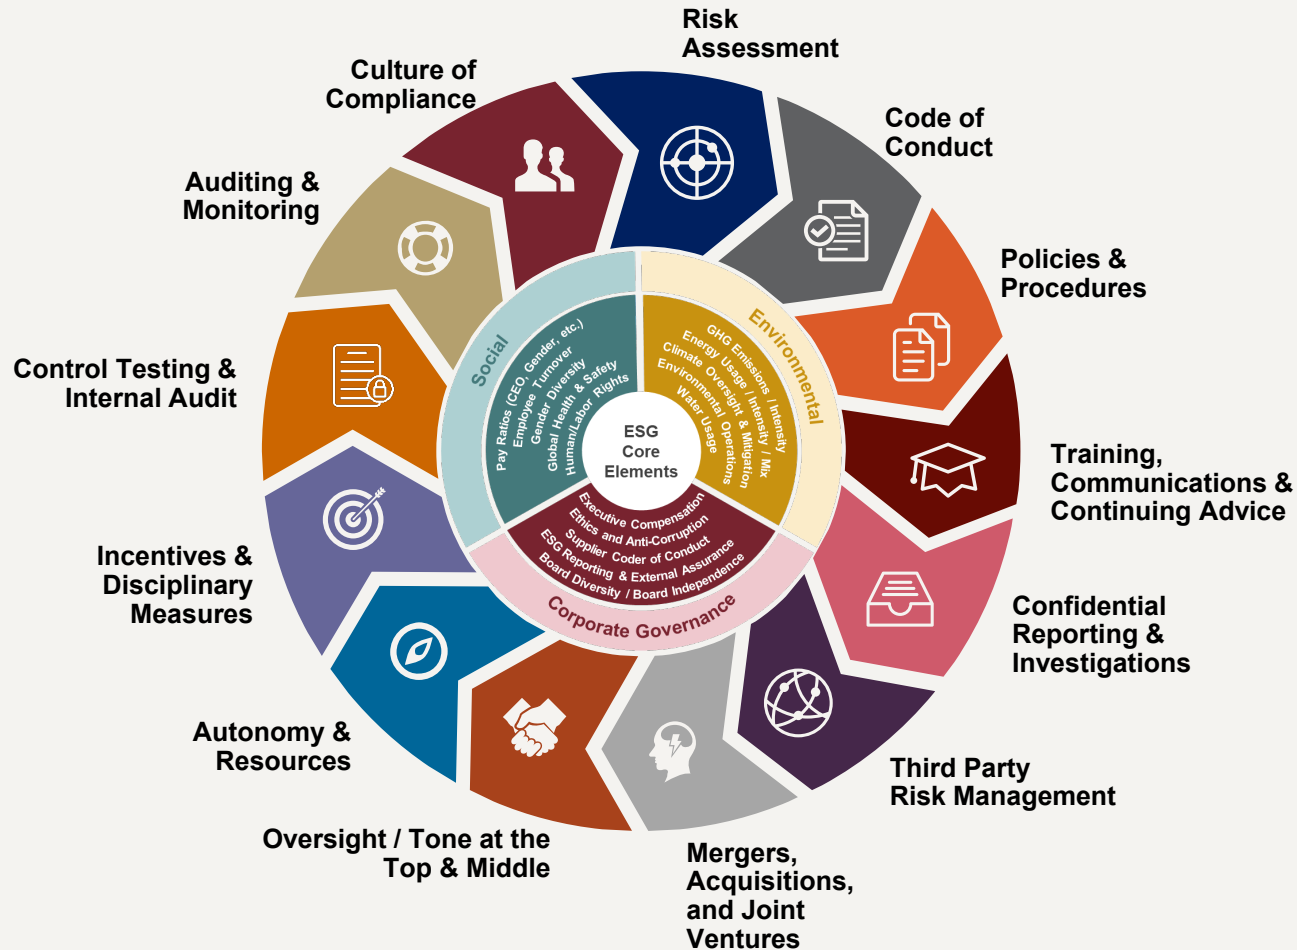 Risk
Assessment
Code of
Conduct
Policies &
Procedures
Training,
Communications &
Continuing Advice
Confidential
Reporting &
Investigations
Third Party
Risk Management
Mergers,
Acquisitions,
and Joint
Ventures
Oversight / Tone at the
Top & Middle
Autonomy &
Resources
Incentives &
Disciplinary
Measures
Control Testing &
Internal Audit
Auditing &
Monitoring
Culture of
Compliance
Social
Pay Ratios (CEO, Gender, etc.)
Employee Turnover
Gender Diversity
Global Health & Safety
Human/Labor Rights
Environmental
GHG Emissions / Intensity
Energy Usage / Intensity / Mix
Climate Oversight & Mitigation
Environmental Operations
Water Usage
ESG
Core
Elements
Executive Compensation
Ethics and Anti-Corruption
Supplier Coder of Conduct
ESG Reporting & External Assurance
Board Diversity / Board Independence
Corporate Governance